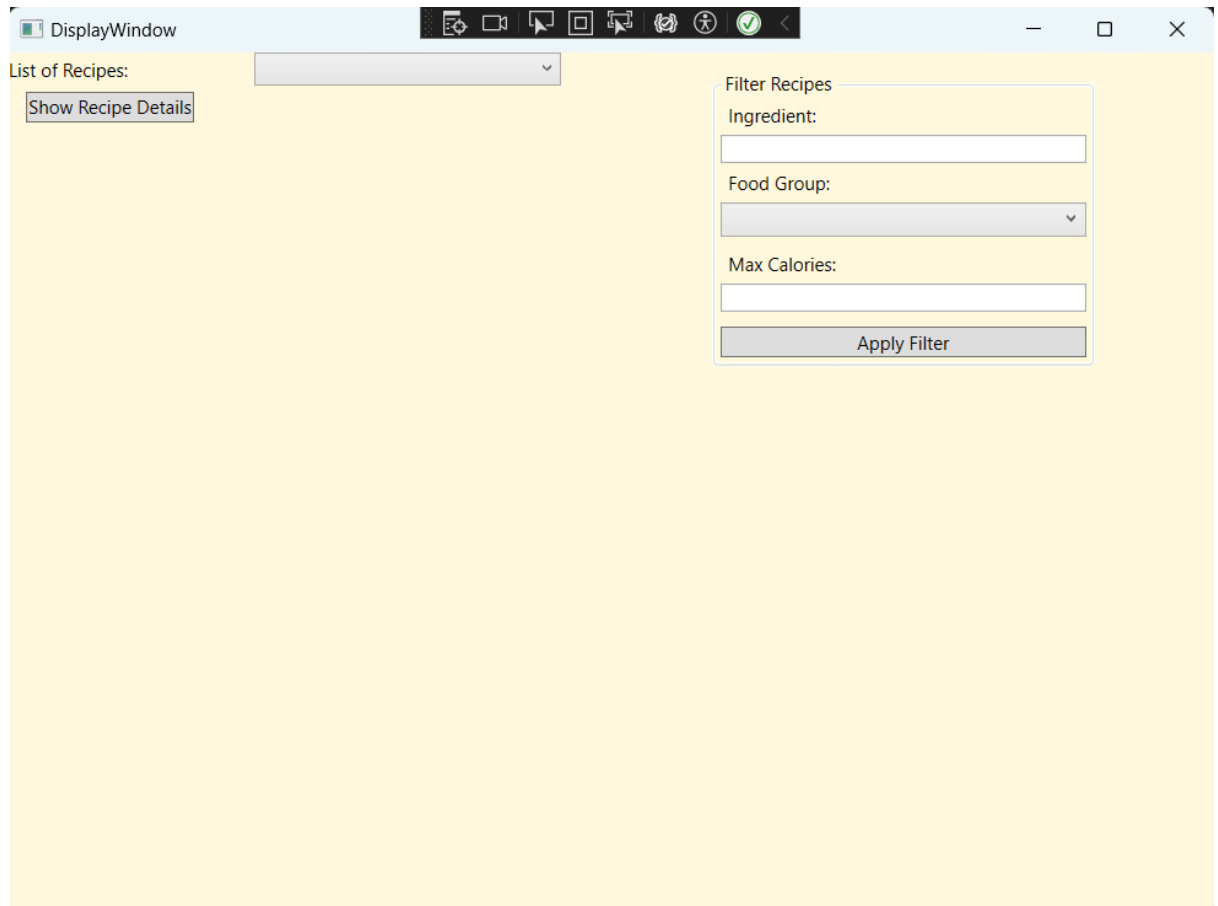 DisplayWindow
List of Recipes:
Show Recipe Details
Filter Recipes
Ingredient:
Food Group:
Max Calories:
Apply Filter